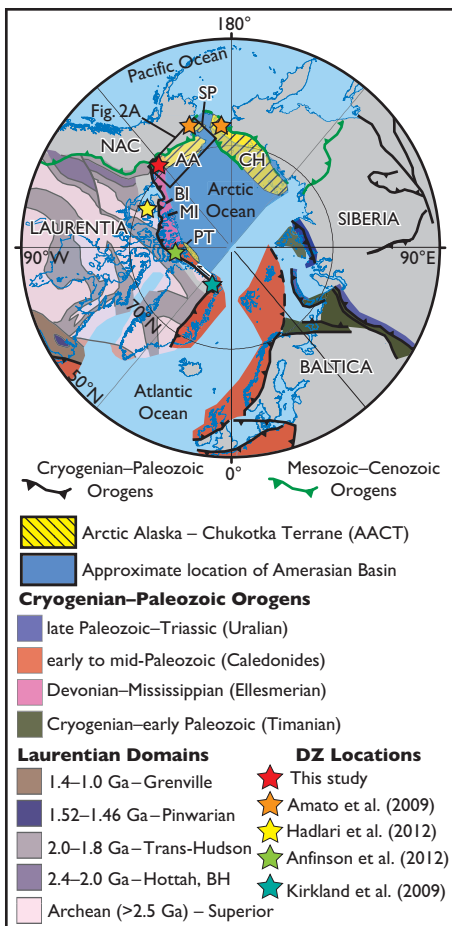 180°
Pacific Ocean
SP
Fig. 2A
NAC
AA
CH
BI
Arctic
Ocean
MI
LAURENTIA
SIBERIA
PT
90°W
90°E
70°N
BALTICA
50°N
Atlantic
Ocean
0°
Cryogenian–Paleozoic
Orogens
Mesozoic–Cenozoic
Orogens
Arctic Alaska – Chukotka Terrane (AACT)
Approximate location of Amerasian Basin
Cryogenian–Paleozoic Orogens
late Paleozoic–Triassic (Uralian)
early to mid-Paleozoic (Caledonides)
Devonian–Mississippian (Ellesmerian)
Cryogenian–early Paleozoic (Timanian)
Laurentian Domains
1.4–1.0 Ga–Grenville
1.52–1.46 Ga–Pinwarian
2.0–1.8 Ga–Trans-Hudson
2.4–2.0 Ga–Hottah, BH
Archean (>2.5 Ga) – Superior
DZ Locations
This study
Amato et al. (2009)
Hadlari et al. (2012)
Anfinson et al. (2012)
Kirkland et al. (2009)